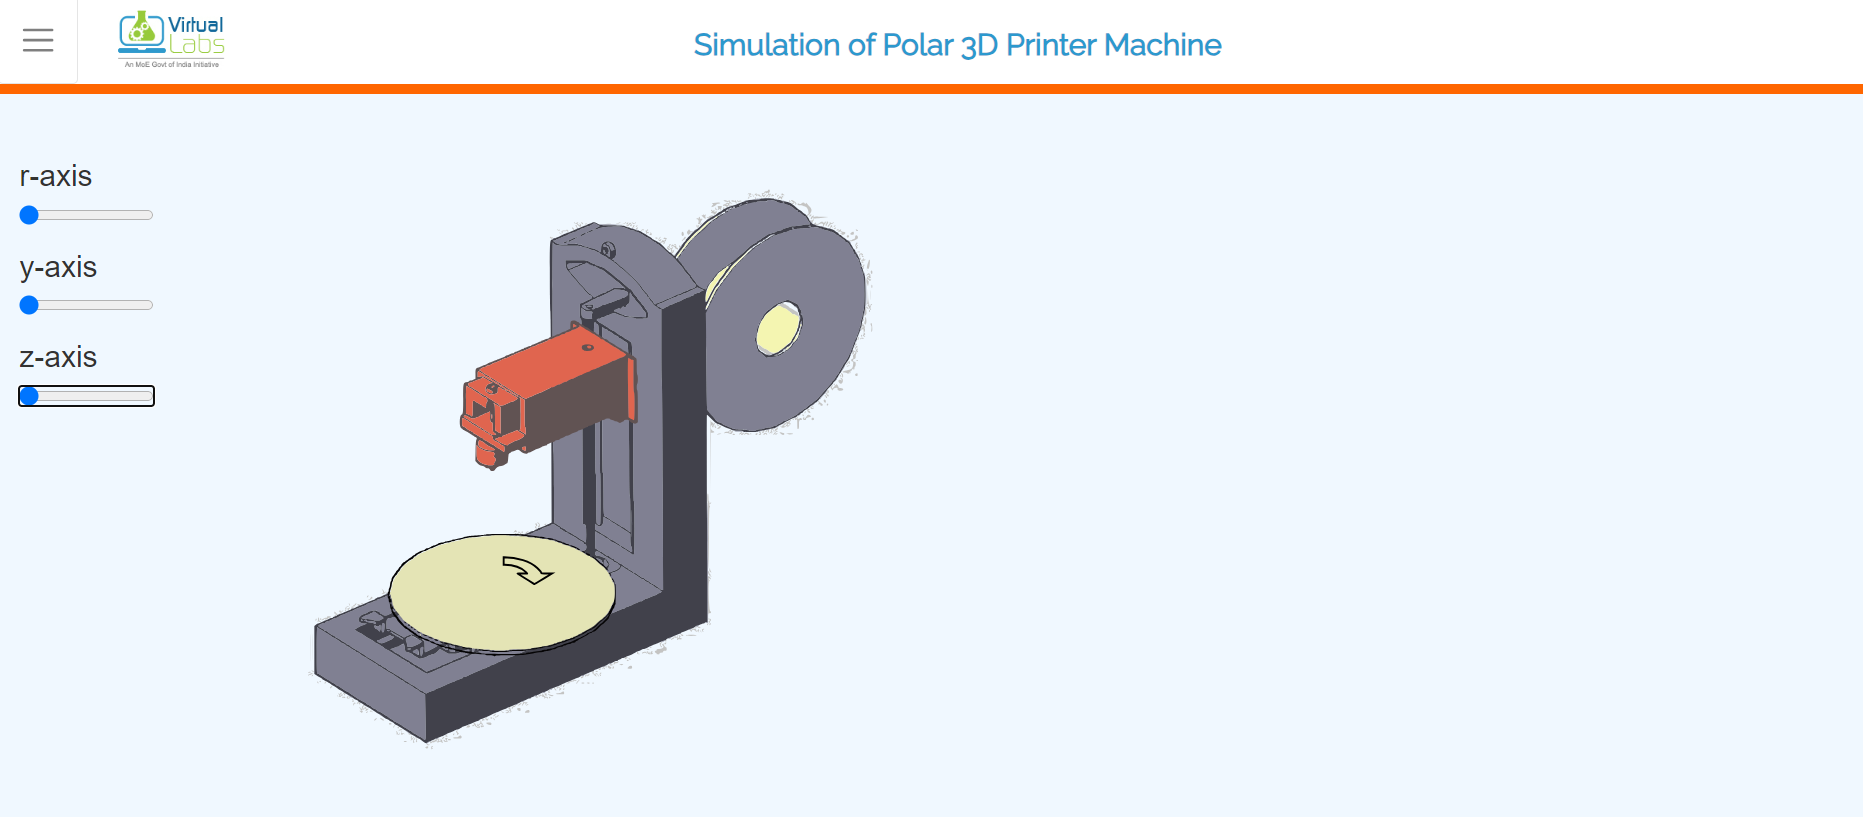 Virtual
Labs
An MoE Govt of India Initiative
Simulation of Polar 3D Printer Machine
r-axis
y-axis
z-axis